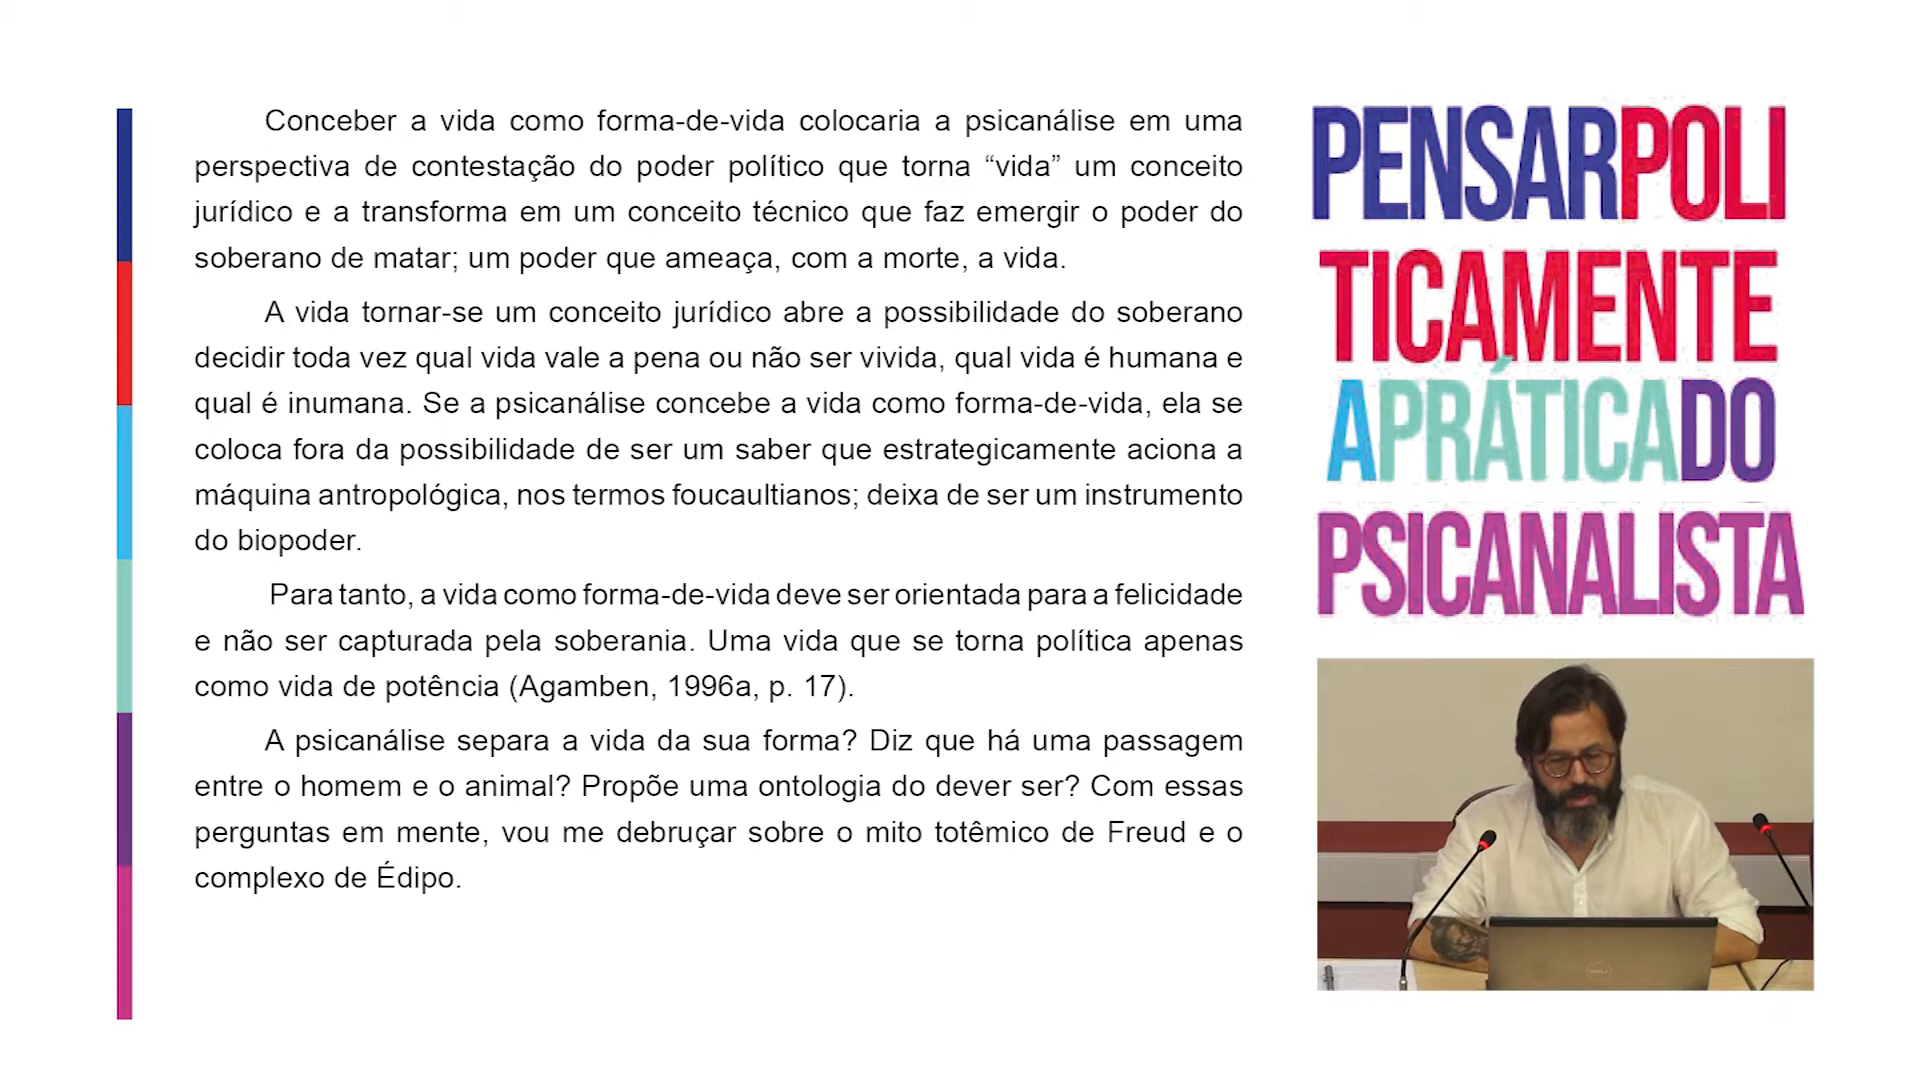 Conceber a vida como forma-de-vida colocaria a psicanálise em uma
perspectiva de contestação do poder político que torna “vida” um conceito
jurídico e a transforma em um conceito técnico que faz emergir o poder do
soberano de matar; um poder que ameaça, com a morte, a vida.
A vida tornar-se um conceito jurídico abre a possibilidade do soberano
decidir toda vez qual vida vale a pena ou não ser vivida, qual vida é humana e
qual é inumana. Se a psicanálise concebe a vida como forma-de-vida, ela se
coloca fora da possibilidade de ser um saber que estrategicamente aciona a
máquina antropológica, nos termos foucaultianos; deixa de ser um instrumento
do biopoder.
Para tanto, a vida como forma-de-vida deve ser orientada para a felicidade
e não ser capturada pela soberania. Uma vida que se torna política apenas
como vida de potência (Agamben, 1996a, p. 17).
A psicanálise separa a vida da sua forma? Diz que há uma passagem
entre o homem e o animal? Propõe uma ontologia do dever ser? Com essas
perguntas em mente, vou me debruçar sobre o mito totêmico de Freud e o
complexo de Édipo.
PENSARPOLI
TICAMENTE
APRÁTICADO
PSICANALISTA
DELL